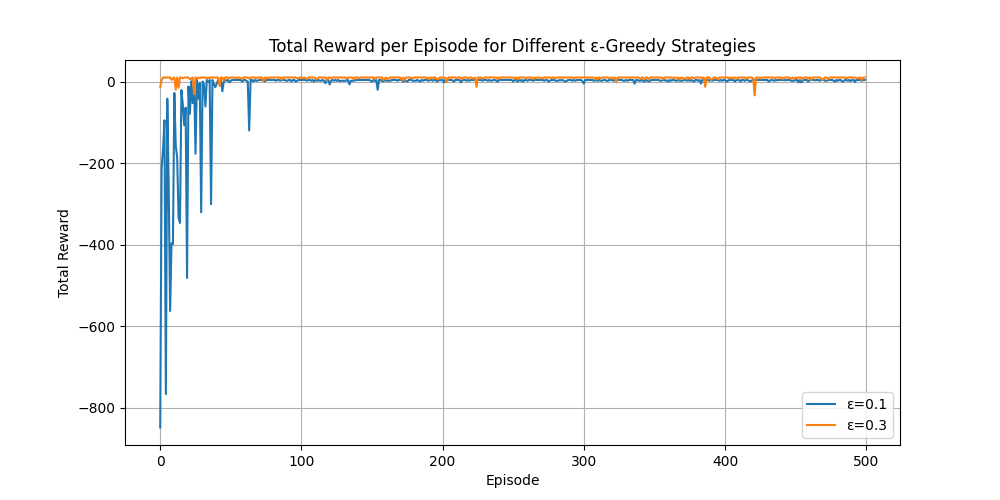 Total Reward per Episode for Different ε-Greedy Strategies
Total Reward
0
−200
−400
−600
−800
0 100 200 300 400 500
Episode
ε=0.1
ε=0.3